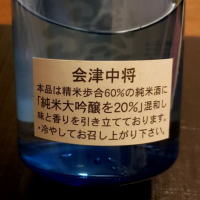 会津中将
本品は精米歩合60%の純米酒に
「純米大吟醸を20%」混和し
味と香りを引き立てております。
・冷やしてお召し上がり下さい。